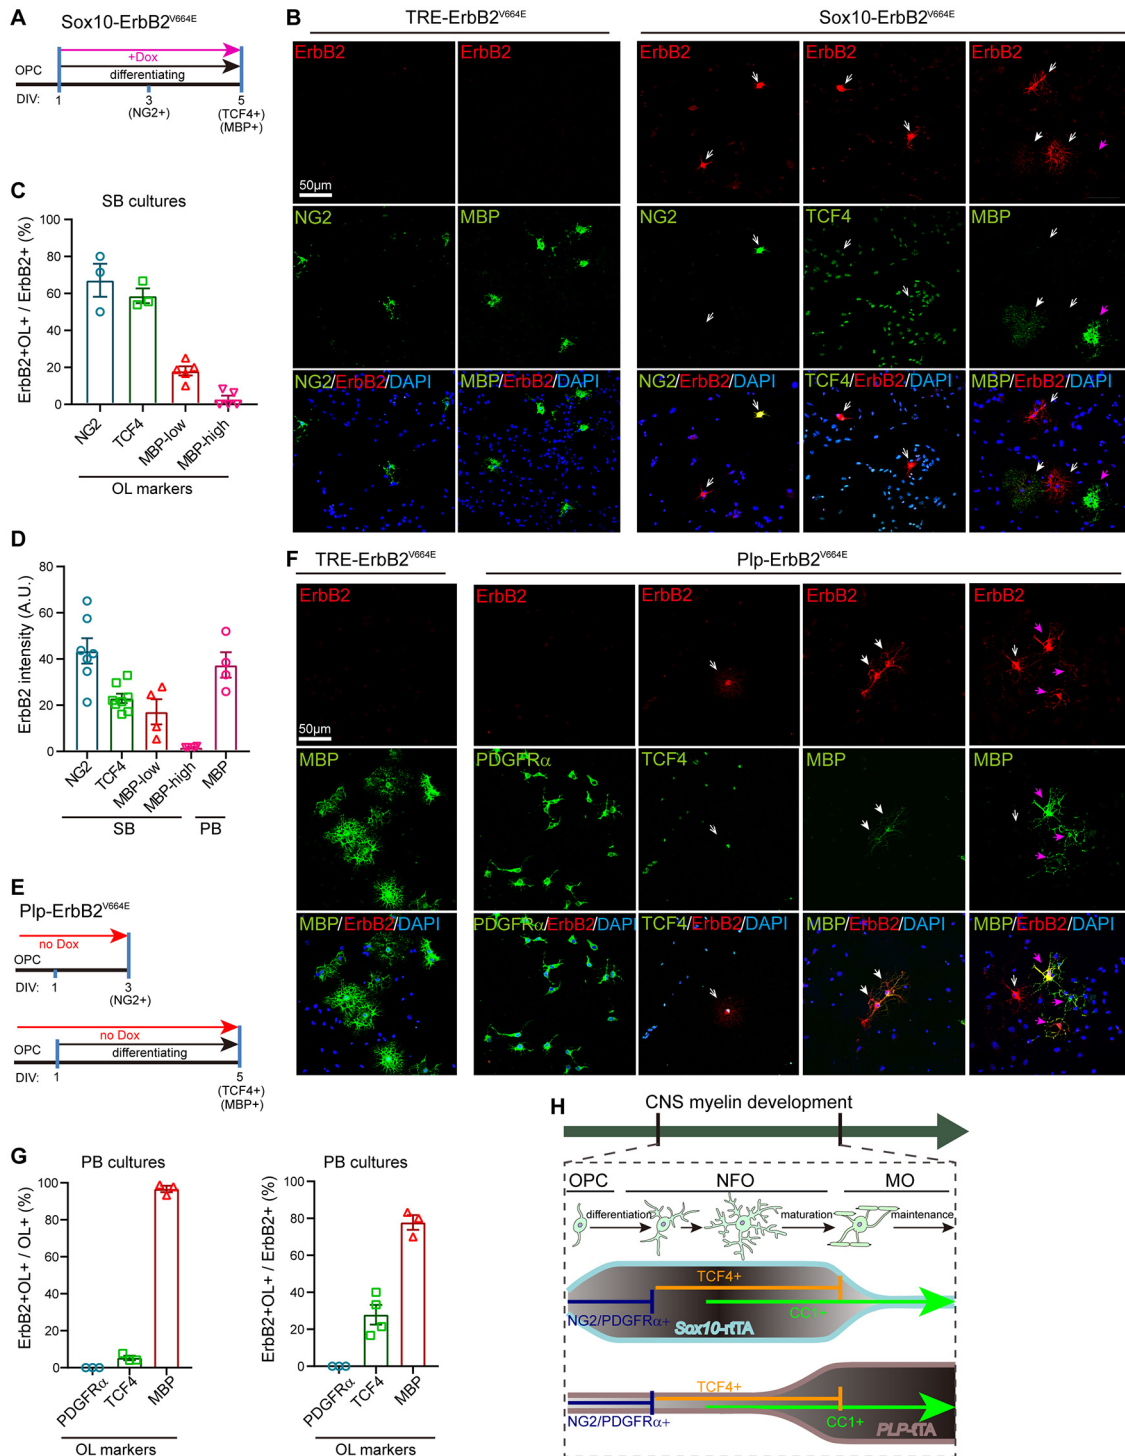 A
Sox10-ErbB2V664E
+Dox
OPC
differentiating
DIV: 1 3 5
(NG2+) (TCF4+)
(MBP+)
B
TRE-ErbB2V664E Sox10-ErbB2V664E
ErbB2 ErbB2 ErbB2 ErbB2 ErbB2
50μm
NG2 MBP NG2 TCF4 MBP
NG2/ErbB2/DAPI MBP/ErbB2/DAPI NG2/ErbB2/DAPI TCF4/ErbB2/DAPI MBP/ErbB2/DAPI
C
SB cultures
ErbB2+OL+ / ErbB2+ (%)
100
80
60
40
20
0
NG2 TCF4 MBP-low MBP-high
OL markers
D
ErbB2 intensity (A.U.)
80
60
40
20
0
NG2 TCF4 MBP-low MBP-high MBP
SB PB
E
Plp-ErbB2V664E
no Dox
OPC
DIV: 1 3
(NG2+)
no Dox
OPC differentiating
DIV: 1 5
(TCF4+)
(MBP+)
F
TRE-ErbB2V664E Plp-ErbB2V664E
ErbB2 ErbB2 ErbB2 ErbB2 ErbB2
50μm
MBP PDGFRα TCF4 MBP MBP
MBP/ErbB2/DAPI PDGFRα/ErbB2/DAPI TCF4/ErbB2/DAPI MBP/ErbB2/DAPI MBP/ErbB2/DAPI
G
PB cultures
ErbB2+OL+ / OL+ (%)
100
80
60
40
20
0
PDGFRα TCF4 MBP
OL markers
PB cultures
ErbB2+OL+ / ErbB2+ (%)
100
80
60
40
20
0
PDGFRα TCF4 MBP
OL markers
H
CNS myelin development
OPC NFO MO
differentiation maturation maintenance
TCF4+
CC1+
NG2/PDGFRα+
Sox10-rtTA
TCF4+
CC1+
NG2/PDGFRα+
PLP-tTA